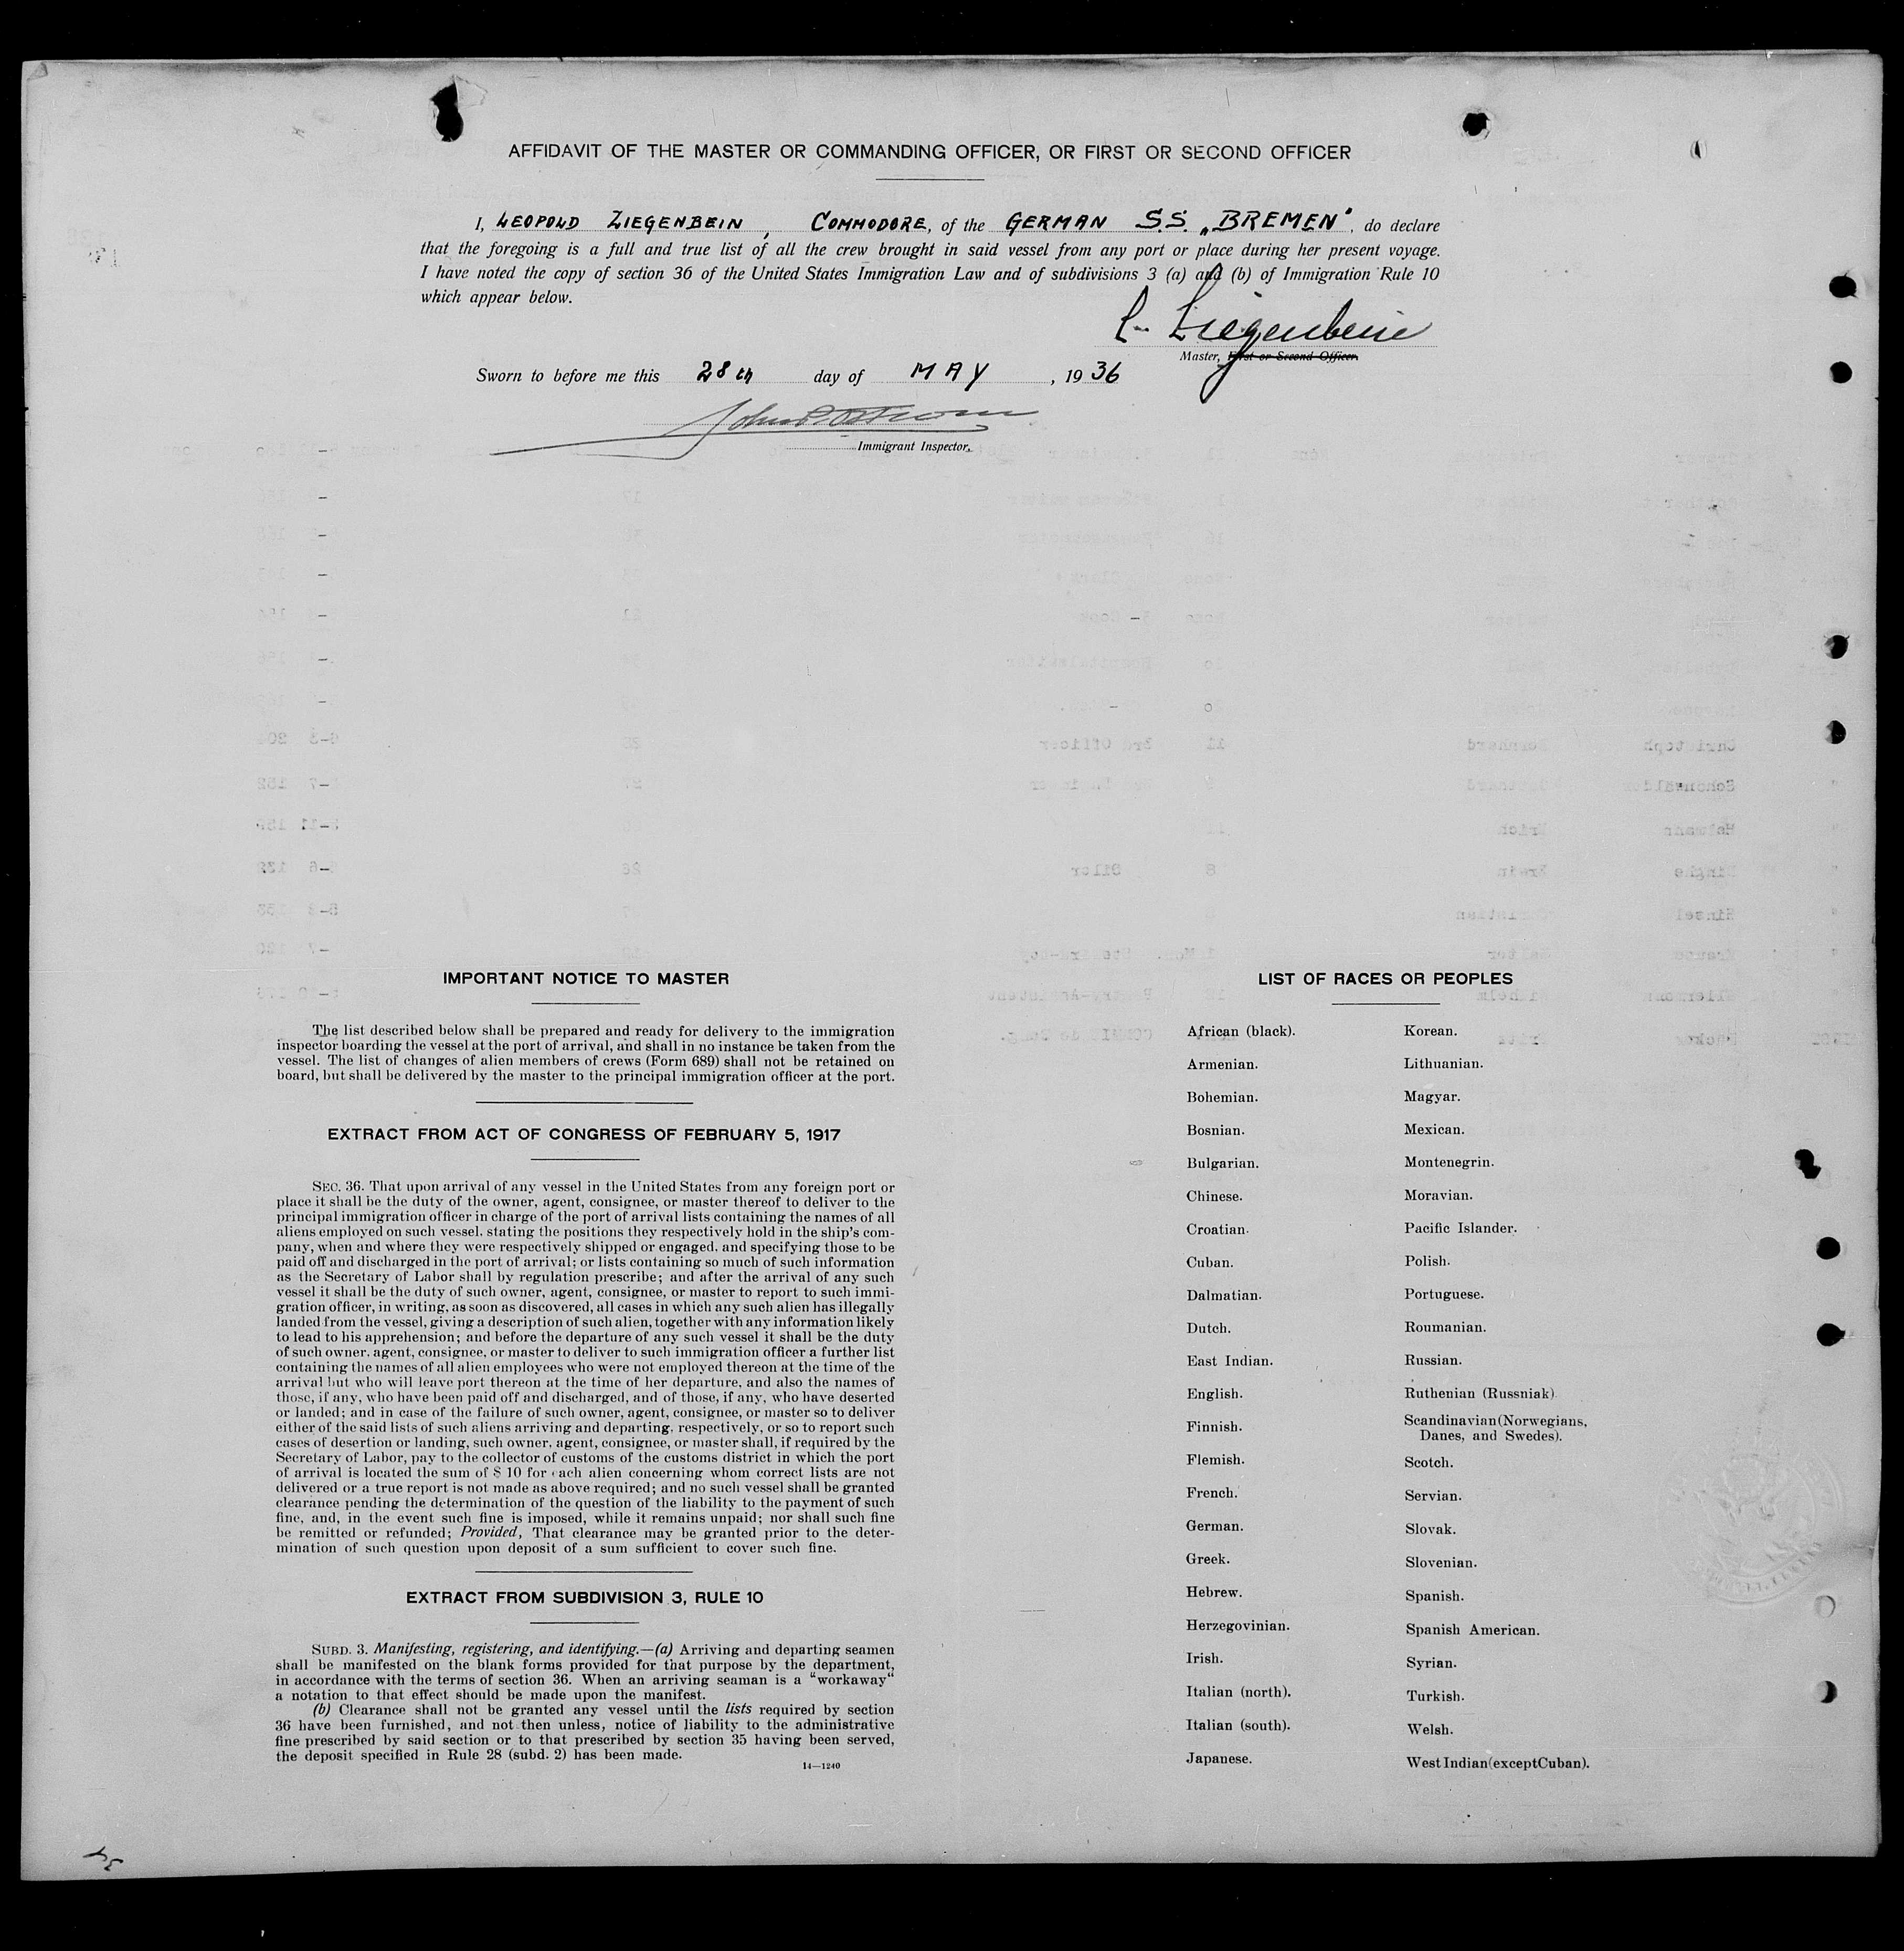 AFFIDAVIT OF THE MASTER OR COMMANDING OFFICER, OR FIRST OR SECOND OFFICER
I, LEOPOLD ZIEGENBEIN, COMMODORE, of the GERMAN S.S. „BREMEN“, do declare
that the foregoing is a full and true list of all the crew brought in said vessel from any port or place during her present voyage.
I have noted the copy of section 36 of the United States Immigration Law and of subdivisions 3 (a) and (b) of Immigration Rule 10
which appear below.
L. Ziegenbein
Master, First or Second Officer.
Sworn to before me this 28th day of MAY, 1936
Immigrant Inspector.
IMPORTANT NOTICE TO MASTER
The list described below shall be prepared and ready for delivery to the immigration
inspector boarding the vessel at the port of arrival, and shall in no instance be taken from the
vessel. The list of changes of alien members of crews (Form 689) shall not be retained on
board, but shall be delivered by the master to the principal immigration officer at the port.
EXTRACT FROM ACT OF CONGRESS OF FEBRUARY 5, 1917
SEC. 36. That upon arrival of any vessel in the United States from any foreign port or
place it shall be the duty of the owner, agent, consignee, or master thereof to deliver to the
principal immigration officer in charge of the port of arrival lists containing the names of all
aliens employed on such vessel, stating the positions they respectively hold in the ship's com-
pany, when and where they were respectively shipped or engaged, and specifying those to be
paid off and discharged in the port of arrival; or lists containing so much of such information
as the Secretary of Labor shall by regulation prescribe; and after the arrival of any such
vessel it shall be the duty of such owner, agent, consignee, or master to report to such immi-
gration officer, in writing, as soon as discovered, all cases in which any such alien has illegally
landed from the vessel, giving a description of such alien, together with any information likely
to lead to his apprehension; and before the departure of any such vessel it shall be the duty
of such owner, agent, consignee, or master to deliver to such immigration officer a further list
containing the names of all alien employees who were not employed thereon at the time of the
arrival but who will leave port thereon at the time of her departure, and also the names of
those, if any, who have been paid off and discharged, and of those, if any, who have deserted
or landed; and in case of the failure of such owner, agent, consignee, or master so to deliver
either of the said lists of such aliens arriving and departing, respectively, or so to report such
cases of desertion or landing, such owner, agent, consignee, or master shall, if required by the
Secretary of Labor, pay to the collector of customs of the customs district in which the port
of arrival is located the sum of $ 10 for each alien concerning whom correct lists are not
delivered or a true report is not made as above required; and no such vessel shall be granted
clearance pending the determination of the question of the liability to the payment of such
fine, and, in the event such fine is imposed, while it remains unpaid; nor shall such fine
be remitted or refunded; Provided, That clearance may be granted prior to the deter-
mination of such question upon deposit of a sum sufficient to cover such fine.
EXTRACT FROM SUBDIVISION 3, RULE 10
SUBD. 3. Manifesting, registering, and identifying.—(a) Arriving and departing seamen
shall be manifested on the blank forms provided for that purpose by the department,
in accordance with the terms of section 36. When an arriving seaman is a “workaway“
a notation to that effect should be made upon the manifest.
(b) Clearance shall not be granted any vessel until the lists required by section
36 have been furnished, and not then unless, notice of liability to the administrative
fine prescribed by said section or to that prescribed by section 35 having been served,
the deposit specified in Rule 28 (subd. 2) has been made.
14—1240
LIST OF RACES OR PEOPLES
African (black).
Armenian.
Bohemian.
Bosnian.
Bulgarian.
Chinese.
Croatian.
Cuban.
Dalmatian.
Dutch.
East Indian.
English.
Finnish.
Flemish.
French.
German.
Greek.
Hebrew.
Herzegovinian.
Irish.
Italian (north).
Italian (south).
Japanese.
Korean.
Lithuanian.
Magyar.
Mexican.
Montenegrin.
Moravian.
Pacific Islander.
Polish.
Portuguese.
Roumanian.
Russian.
Ruthenian (Russniak)
Scandinavian (Norwegians,
Danes, and Swedes).
Scotch.
Servian.
Slovak.
Slovenian.
Spanish.
Spanish American.
Syrian.
Turkish.
Welsh.
West Indian (except Cuban).